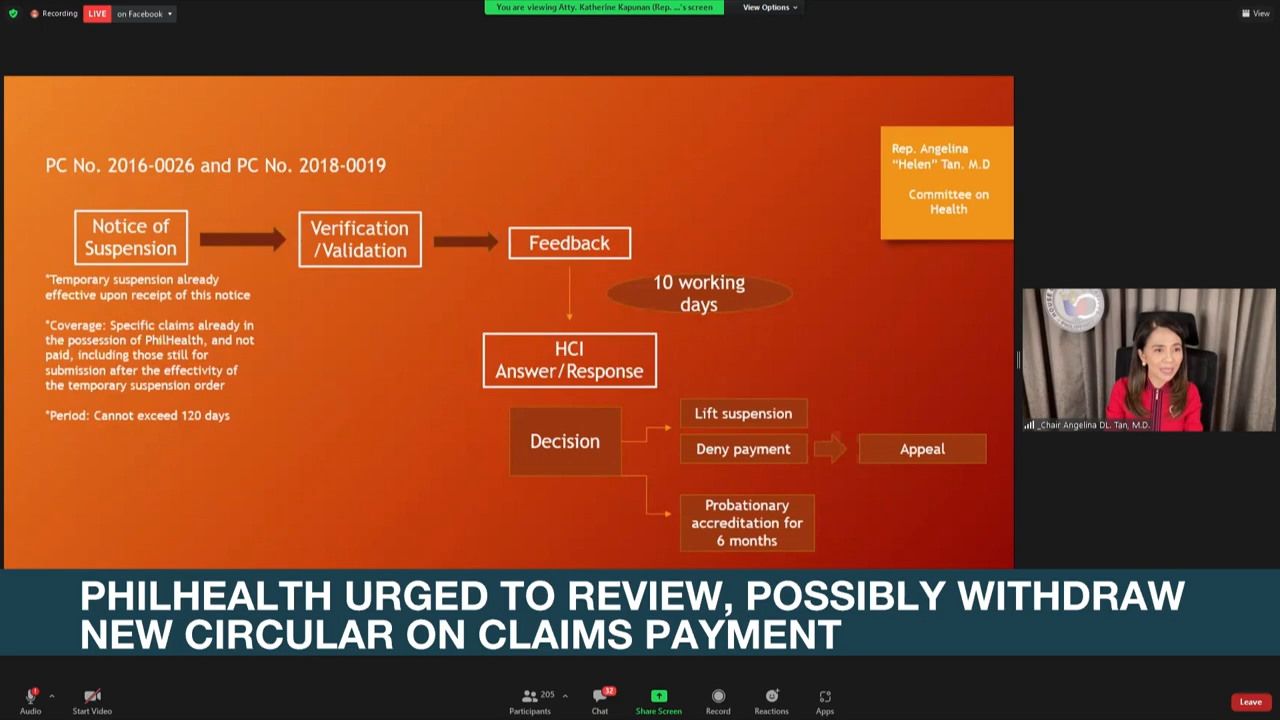 Recording
LIVE
on Facebook
You are viewing Atty. Katherine Kapunan (Rep. ...'s screen
View Options
View
PC No. 2016-0026 and PC No. 2018-0019
Rep. Angelina
"Helen" Tan. M.D
Committee on
Health
Notice of
Suspension
Verification
/Validation
Feedback
10 working
days
*Temporary suspension already
effective upon receipt of this notice
*Coverage: Specific claims already in
the possession of PhilHealth, and not
paid, including those still for
submission after the effectivity of
the temporary suspension order
*Period: Cannot exceed 120 days
HCI
Answer/Response
Decision
Lift suspension
Deny payment
Appeal
Probationary
accreditation for
6 months
_Chair Angelina DL. Tan, M.D.
PHILHEALTH URGED TO REVIEW, POSSIBLY WITHDRAW
NEW CIRCULAR ON CLAIMS PAYMENT
Audio
Start Video
205
Participants
32
Chat
Share Screen
Record
Reactions
Apps
Leave